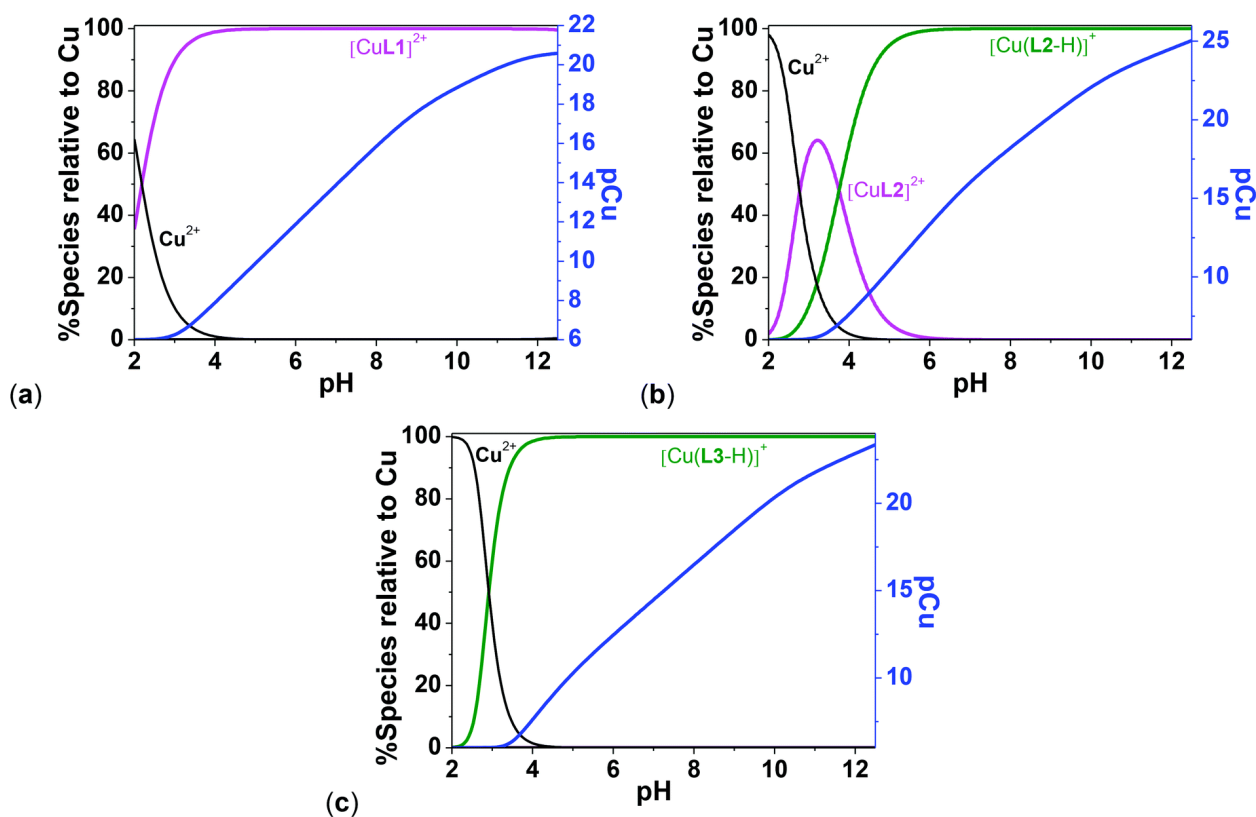 100
80
60
40
20
0
%Species relative to Cu
[CuL1]²⁺
Cu²⁺
22
20
18
16
14
12
10
8
6
pCu
2 4 6 8 10 12
pH
(a)
100
80
60
40
20
0
%Species relative to Cu
[Cu(L2-H)]⁺
Cu²⁺
[CuL2]²⁺
25
20
15
10
pCu
2 4 6 8 10 12
pH
(b)
100
80
60
40
20
0
%Species relative to Cu
Cu²⁺
[Cu(L3-H)]⁺
20
15
10
pCu
2 4 6 8 10 12
pH
(c)